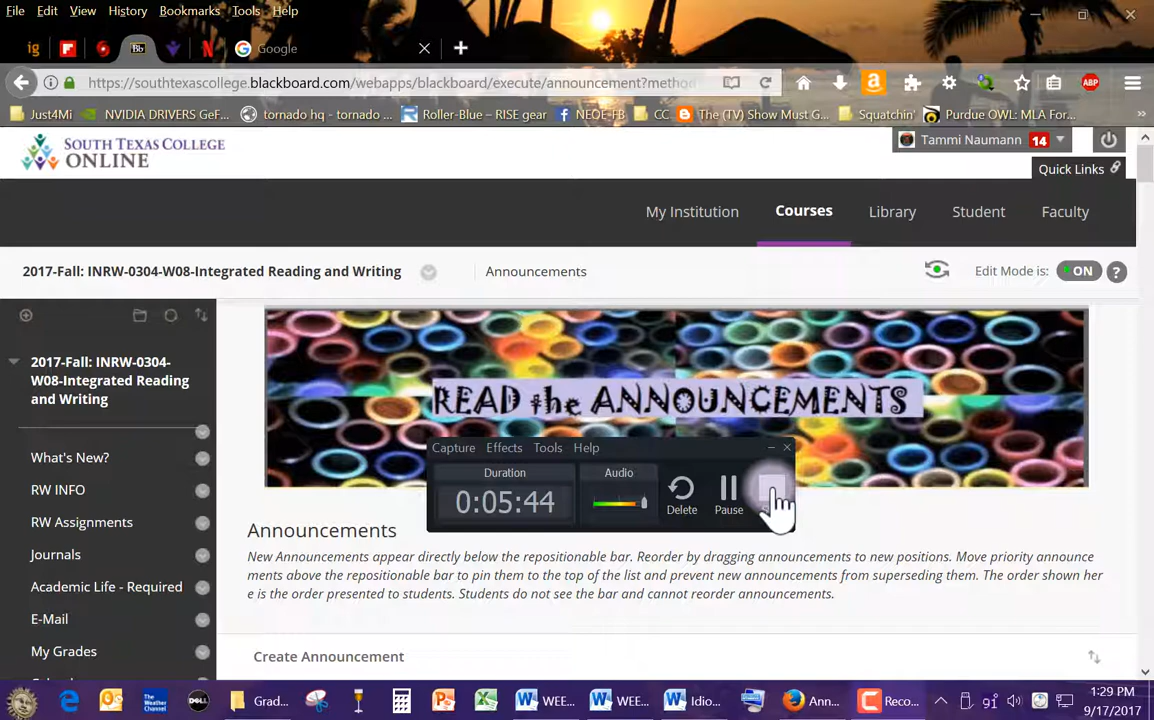 File Edit View History Bookmarks Tools Help
ig Bb N Google
https://southtexascollege.blackboard.com/webapps/blackboard/execute/announcement?metho
Just4Mi NVIDIA DRIVERS GeF... tornado hq - tornado ... Roller-Blue – RISE gear NEOE-FB CC The (TV) Show Must G... Squatchin' Purdue OWL: MLA For... »
SOUTH TEXAS COLLEGE
ONLINE
Tammi Naumann 14
Quick Links
My Institution Courses Library Student Faculty
2017-Fall: INRW-0304-W08-Integrated Reading and Writing Announcements Edit Mode is: ON ?
2017-Fall: INRW-0304-
W08-Integrated Reading
and Writing
What's New?
RW INFO
RW Assignments
Journals
Academic Life - Required
E-Mail
My Grades
READ the ANNOUNCEMENTS
Capture Effects Tools Help
Duration Audio
0:05:44 Delete Pause
Announcements
New Announcements appear directly below the repositionable bar. Reorder by dragging announcements to new positions. Move priority announce
ments above the repositionable bar to pin them to the top of the list and prevent new announcements from superseding them. The order shown her
e is the order presented to students. Students do not see the bar and cannot reorder announcements.
Create Announcement
The Weather Channel DELL Grad... WEE... WEE... Idio... Ann... Reco... 1:29 PM
9/17/2017